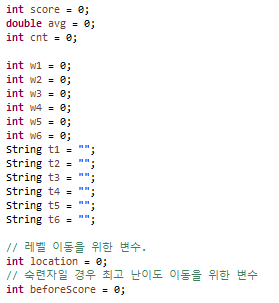 int score = 0;
double avg = 0;
int cnt = 0;
int w1 = 0;
int w2 = 0;
int w3 = 0;
int w4 = 0;
int w5 = 0;
int w6 = 0;
String t1 = "";
String t2 = "";
String t3 = "";
String t4 = "";
String t5 = "";
String t6 = "";
// 레벨 이동을 위한 변수.
int location = 0;
// 숙련자일 경우 최고 난이도 이동을 위한 변수
int beforeScore = 0;